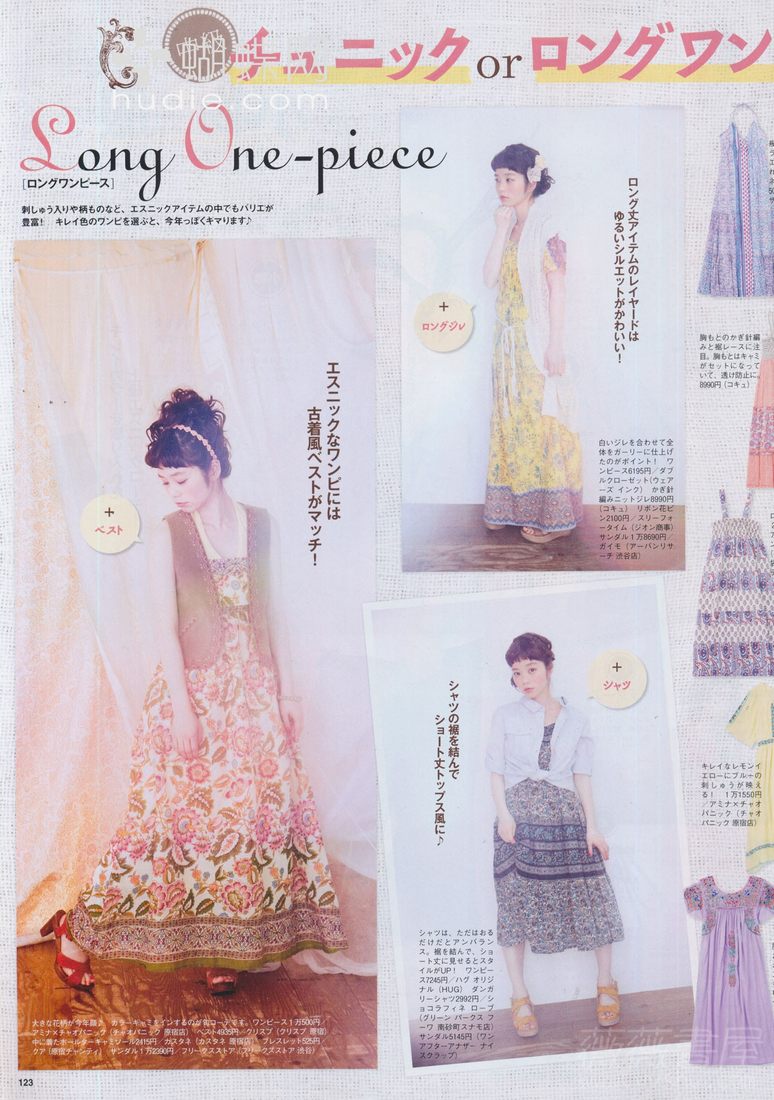 チュニック or ロングワン
hudie.com
Long One-piece
[ロングワンピース]
刺しゅう入りや柄ものなど、エスニックアイテムの中でもバリエ
豊富！ キレイ色のワンピを選ぶと、今年っぽくキマります♪
エスニックなワンピには
古着風ベストがマッチ！
+
ベスト
大きな花柄が今年顔♪ カラーキャミをインするのが
ワンピース1万500円
アミナ×チャオパニック（チャオパニック 原宿店） ベスト4935円／クリスプ（クリスプ 原宿）
中に着たホールターキャミソール2415円／カスタネ（カスタネ 原宿店） ブレスレット525円
クア（原宿チャンティ） サンダル1万2390円／フリークスストア（フリークスストア 渋谷）
123
ロング丈アイテムのレイヤードは
ゆるいシルエットがかわいい！
+
ロングジレ
白いジレを合わせて全
体をガーリーに仕上げ
たのがポイント！ ワ
ンピース6195円／ダブ
ルクローゼット（ウェア
ーズ インク） かぎ針
編みニットジレ8990円
（コキュ） リボン花ピ
ン2100円／スリーフォ
ータイム（ジオン商事）
サンダル1万8690円／
ガイモ（アーバンリサ
ーチ 渋谷店）
シャツの裾を結んで
ショート丈トップス風に♪
+
シャツ
シャツは、ただはおる
だけだとアンバラン
ス。裾を結んで、ショ
ート丈に見せるとスタ
イルがUP！ ワンピー
ス7245円／ハグ オリジ
ナル（HUG） ダンガ
リーシャツ2992円／シ
ョコラフィネ ローブ
（グリーン パークス フ
ーワ 南砂町スナモ店）
サンダル5145円（ワン
アフターアナザー ナイ
スクラップ）
胸もとのかぎ針編
みと裾レースに注
目。胸もとはキャミ
がセットになって
いて、透け防止に。
8990円（コキュ）
キレイなレモンイ
エローにブルーの
刺しゅうが映え
る！ 1万1550円
／アミナ×チャオ
パニック（チャオ
パニック 原宿店）